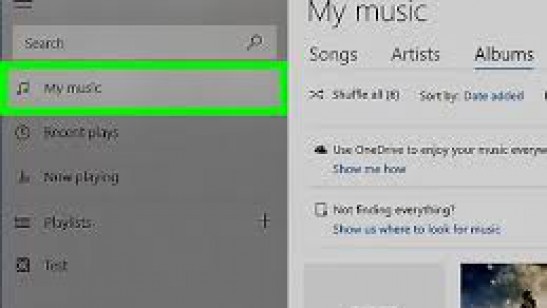 Search
My music
Recent plays
Now playing
Playlists
Test
My music
Songs Artists Albums
Shuffle all (8) Sort by: Date added
Use OneDrive to enjoy your music
Show me how
Not finding everything?
Show us where to look for music